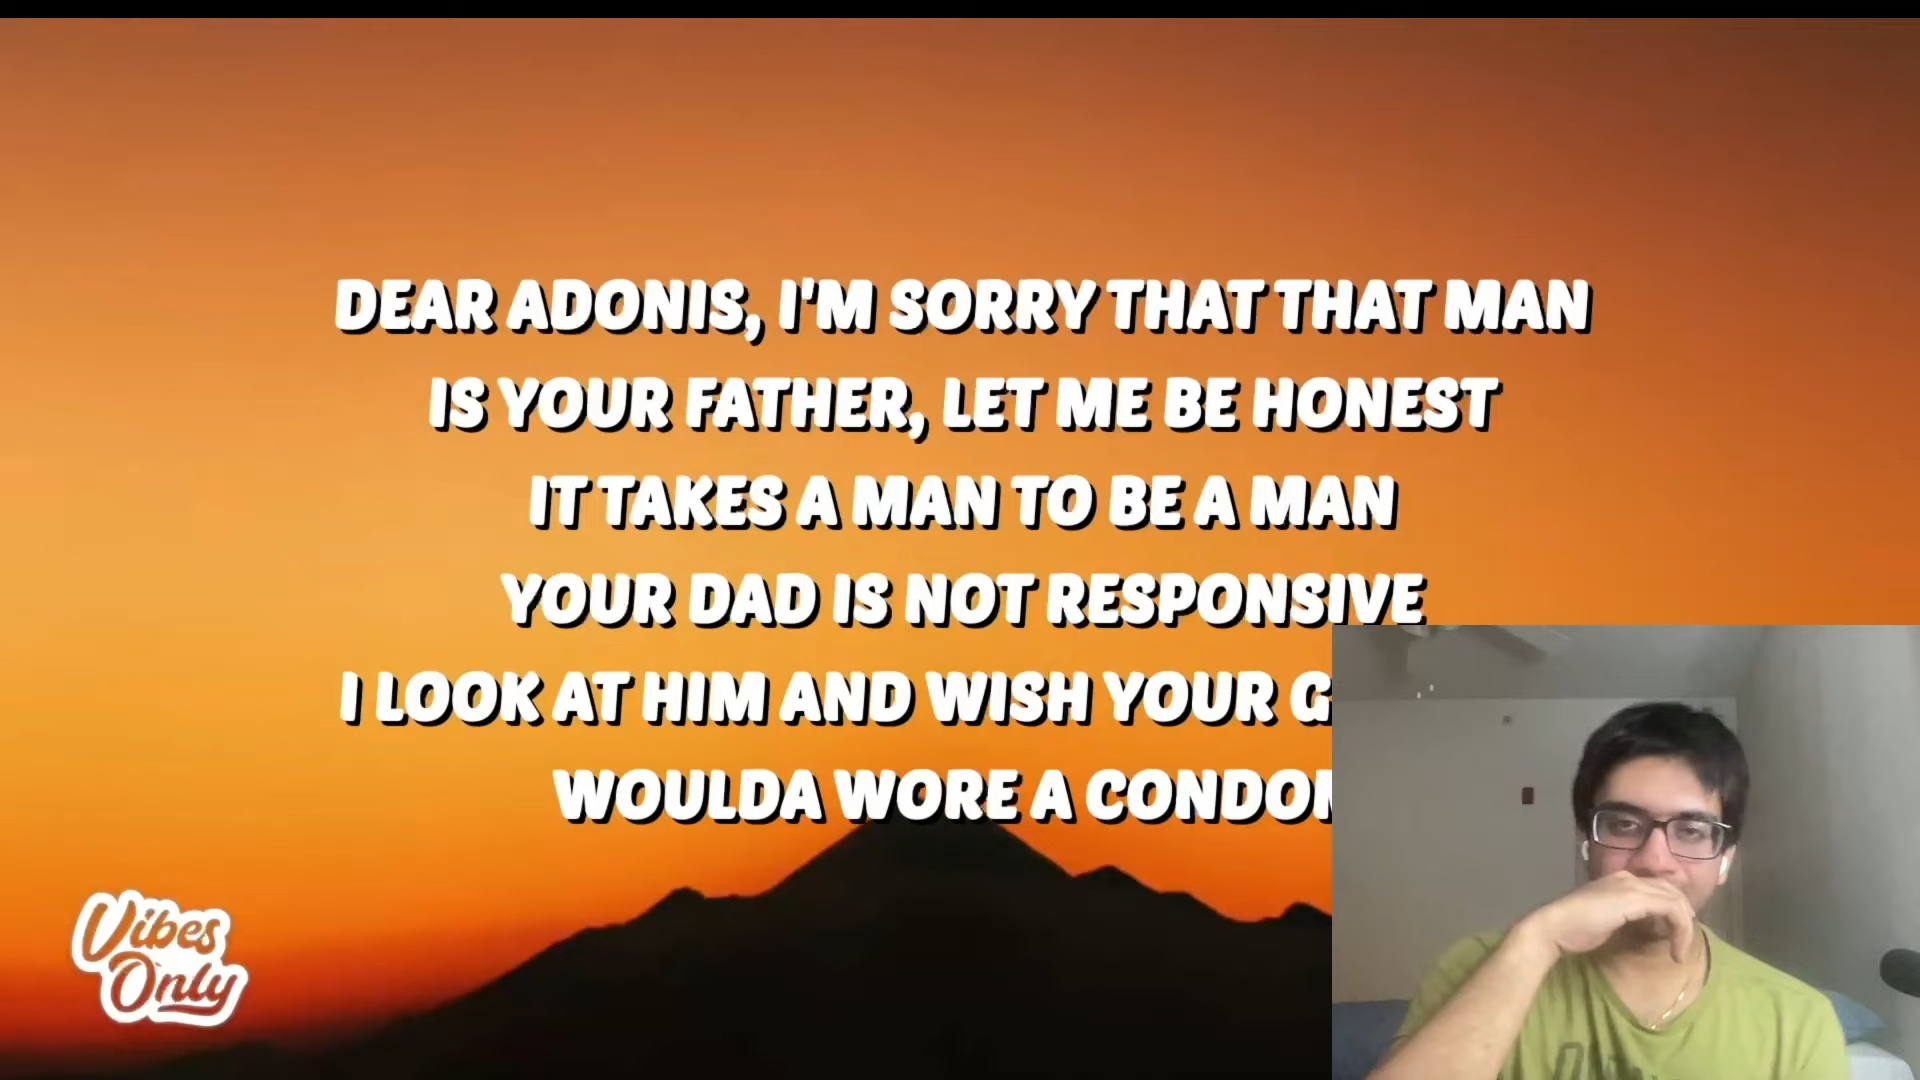 DEAR ADONIS, I'M SORRY THAT THAT MAN
IS YOUR FATHER, LET ME BE HONEST
IT TAKES A MAN TO BE A MAN
YOUR DAD IS NOT RESPONSIVE
I LOOK AT HIM AND WISH YOUR
WOULDA WORE A CONDOM
Vibes
Only